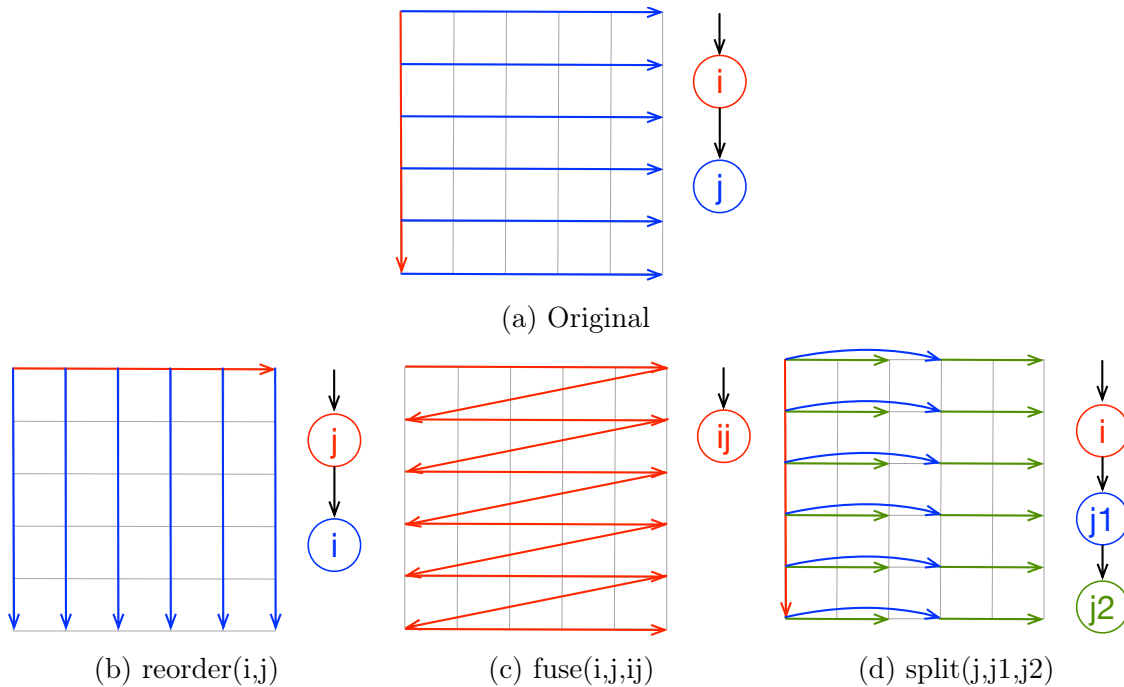 i
j
(a) Original
j
i
(b) reorder(i,j)
ij
(c) fuse(i,j,ij)
i
j1
j2
(d) split(j,j1,j2)